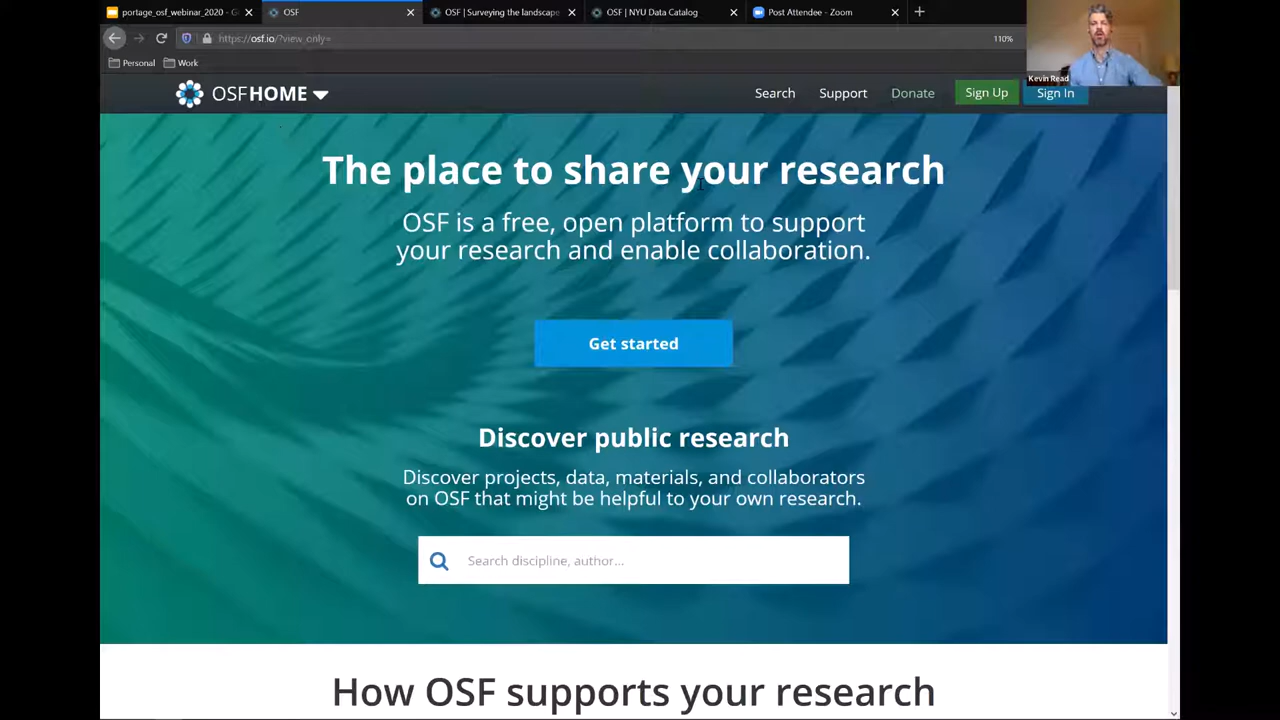 portage_osf_webinar_2020 - G
OSF
OSF | Surveying the landscape
OSF | NYU Data Catalog
Post Attendee - Zoom
https://osf.io/?view_only=
110%
Personal
Work
Kevin Read
OSFHOME
Search
Support
Donate
Sign Up
Sign In
The place to share your research
OSF is a free, open platform to support
your research and enable collaboration.
Get started
Discover public research
Discover projects, data, materials, and collaborators
on OSF that might be helpful to your own research.
Search discipline, author...
How OSF supports your research